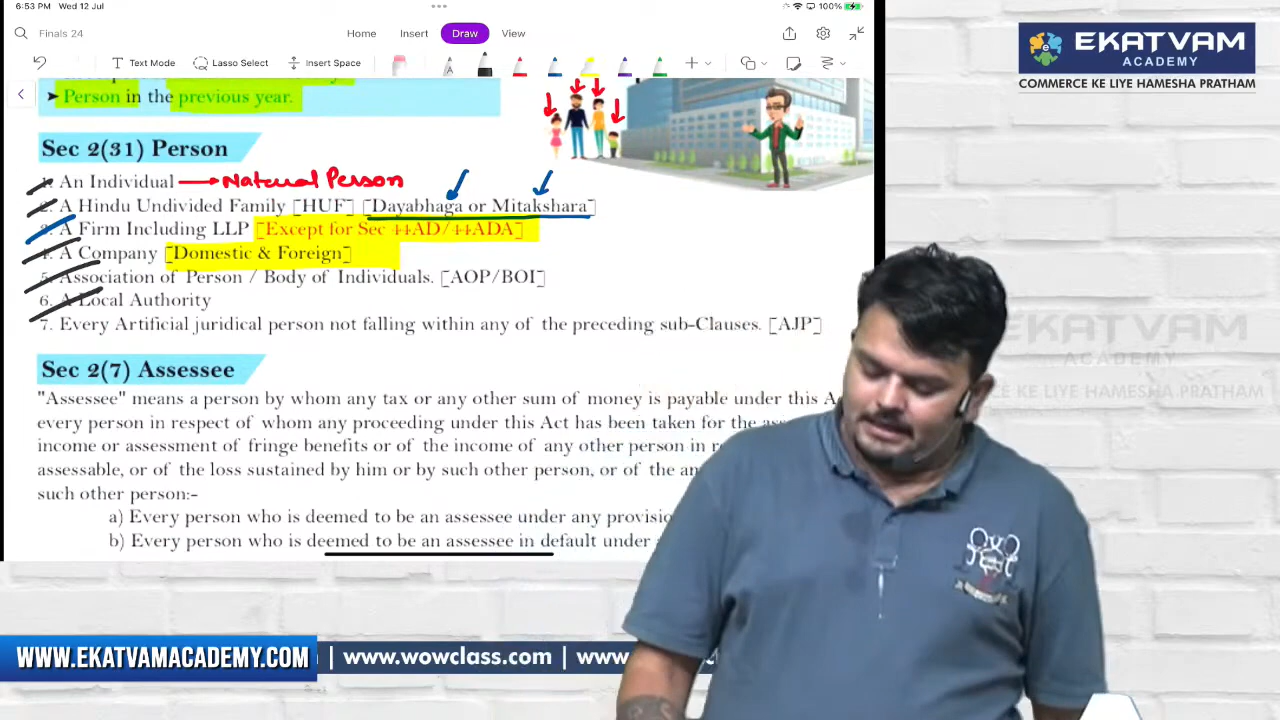 6:53 PM Wed 12 Jul
100%
Finals 24
Home Insert Draw View
Text Mode Lasso Select Insert Space
Person in the previous year.
Sec 2(31) Person
1. An Individual → Natural Person
2. A Hindu Undivided Family [HUF] [Dayabhaga or Mitakshara]
3. A Firm Including LLP [Except for Sec 44AD/44ADA]
4. A Company [Domestic & Foreign]
5. Association of Person / Body of Individuals. [AOP/BOI]
6. A Local Authority
7. Every Artificial juridical person not falling within any of the preceding sub-Clauses. [AJP]
Sec 2(7) Assessee
"Assessee" means a person by whom any tax or any other sum of money is payable under this
every person in respect of whom any proceeding under this Act has been taken for the
income or assessment of fringe benefits or of the income of any other person in
assessable, or of the loss sustained by him or by such other person, or of the
such other person:-
a) Every person who is deemed to be an assessee under any
b) Every person who is deemed to be an assessee in default under
EKATVAM
ACADEMY
COMMERCE KE LIYE HAMESHA PRATHAM
EKATVAM
ACADEMY
CE KE LIYE HAMESHA PRATHAM
WWW.EKATVAMACADEMY.COM | www.wowclass.com |